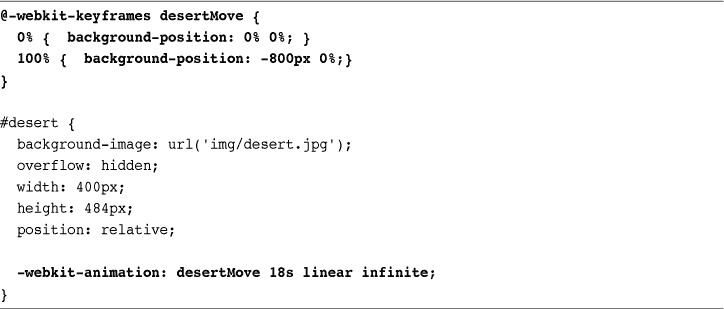 @-webkit-keyframes desertMove {
  0% {  background-position: 0% 0%; }
  100% {  background-position: -800px 0%;}
}

#desert {
  background-image: url('img/desert.jpg');
  overflow: hidden;
  width: 400px;
  height: 484px;
  position: relative;

  -webkit-animation: desertMove 18s linear infinite;
}